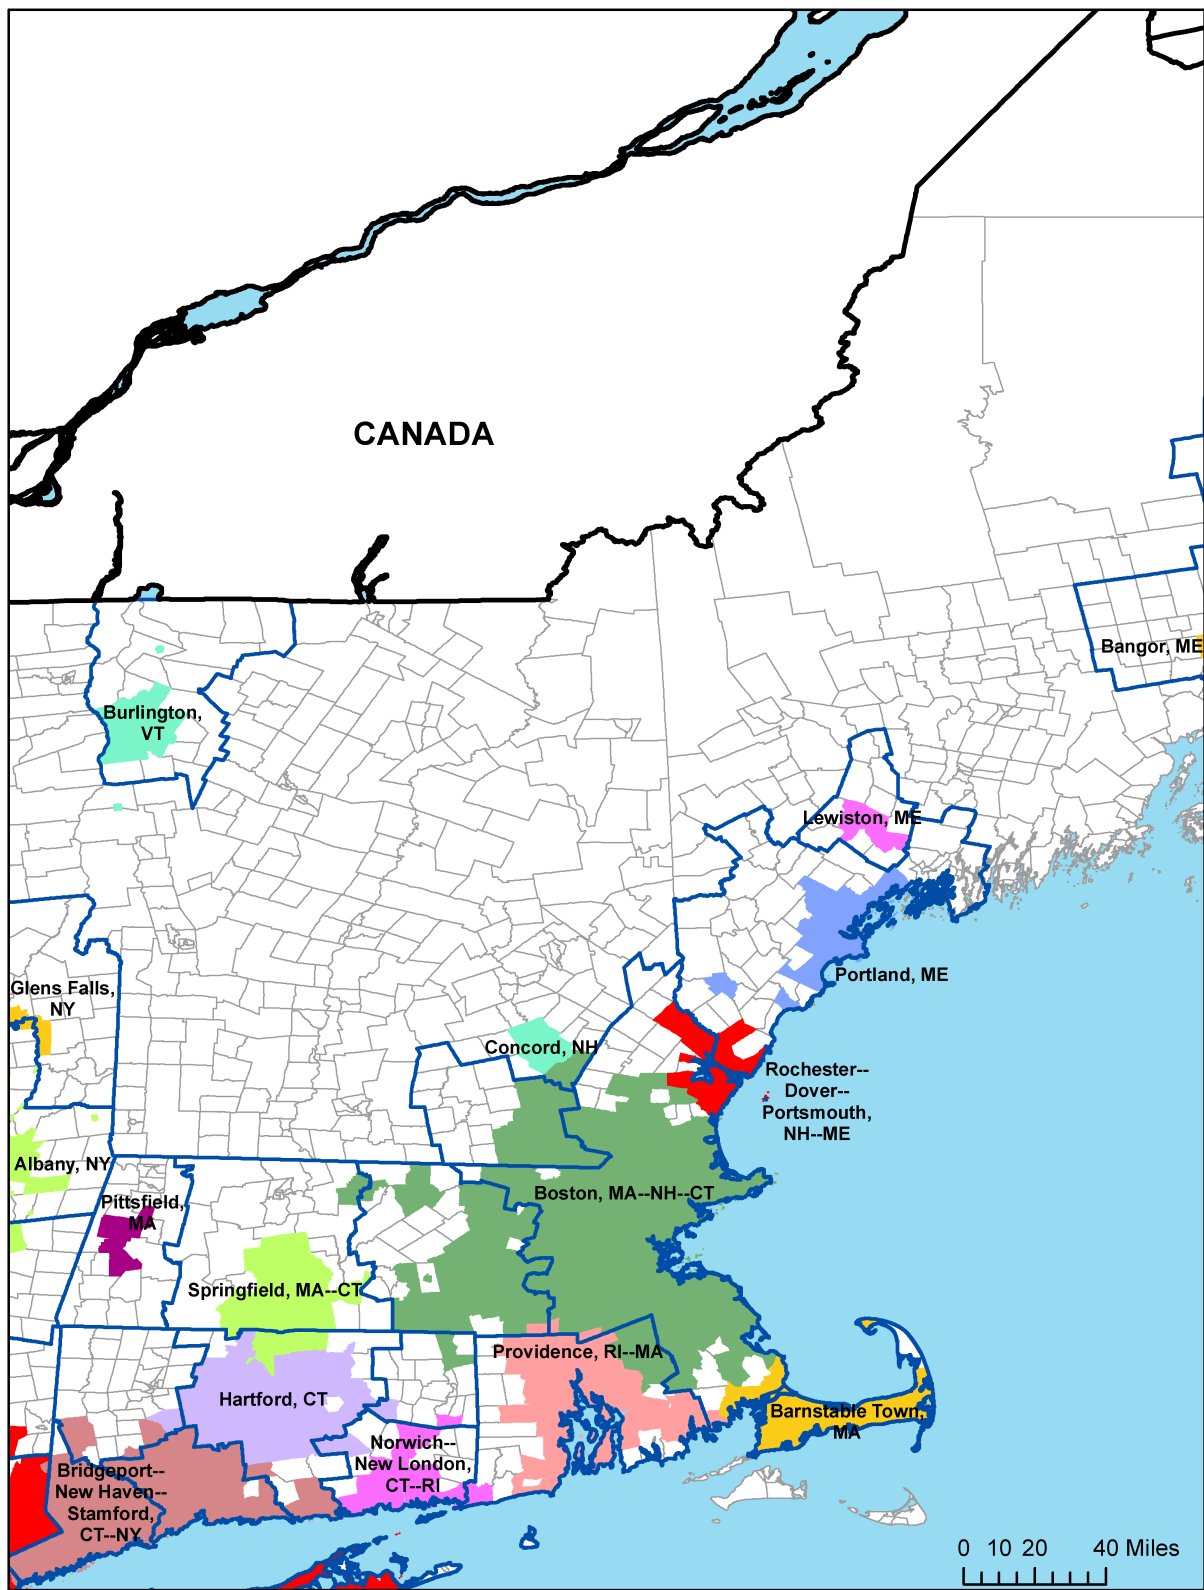 CANADA
Bangor, ME
Burlington,
VT
Lewiston, ME
Portland, ME
Glens Falls,
NY
Concord, NH
Rochester--
Dover--
Portsmouth,
NH--ME
Albany, NY
Pittsfield,
MA
Boston, MA--NH--CT
Springfield, MA--CT
Providence, RI--MA
Hartford, CT
Barnstable Town,
MA
Norwich--
New London,
CT--RI
Bridgeport--
New Haven--
Stamford,
CT--NY
0 10 20 40 Miles